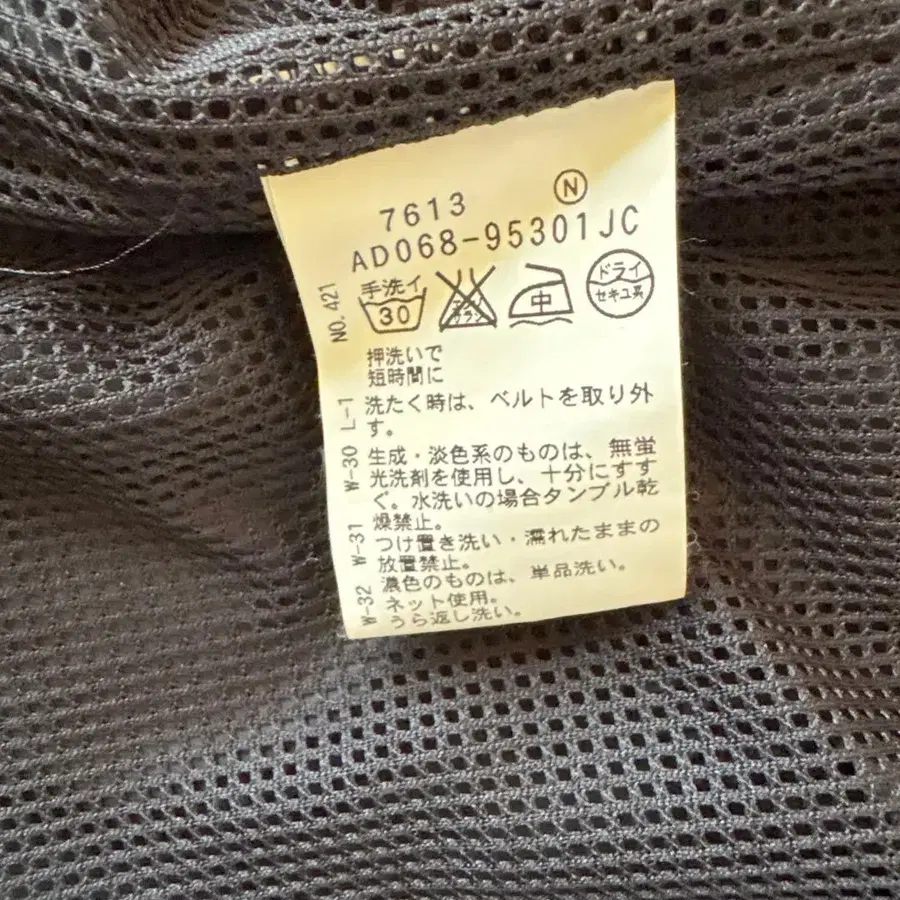 7613 Ⓝ
AD068-95301JC
手洗イ
30
中
ドライ
セキユ系
押洗いで
短時間に
洗たく時は、ベルトを取り外
す。
生成・淡色系のものは、無蛍
光洗剤を使用し、十分にすす
ぐ。水洗いの場合タンブル乾
燥禁止。
つけ置き洗い・濡れたままの
放置禁止。
濃色のものは、単品洗い。
ネット使用。
うら返し洗い。
NO.421
L-1
W-30
W-31
W-32